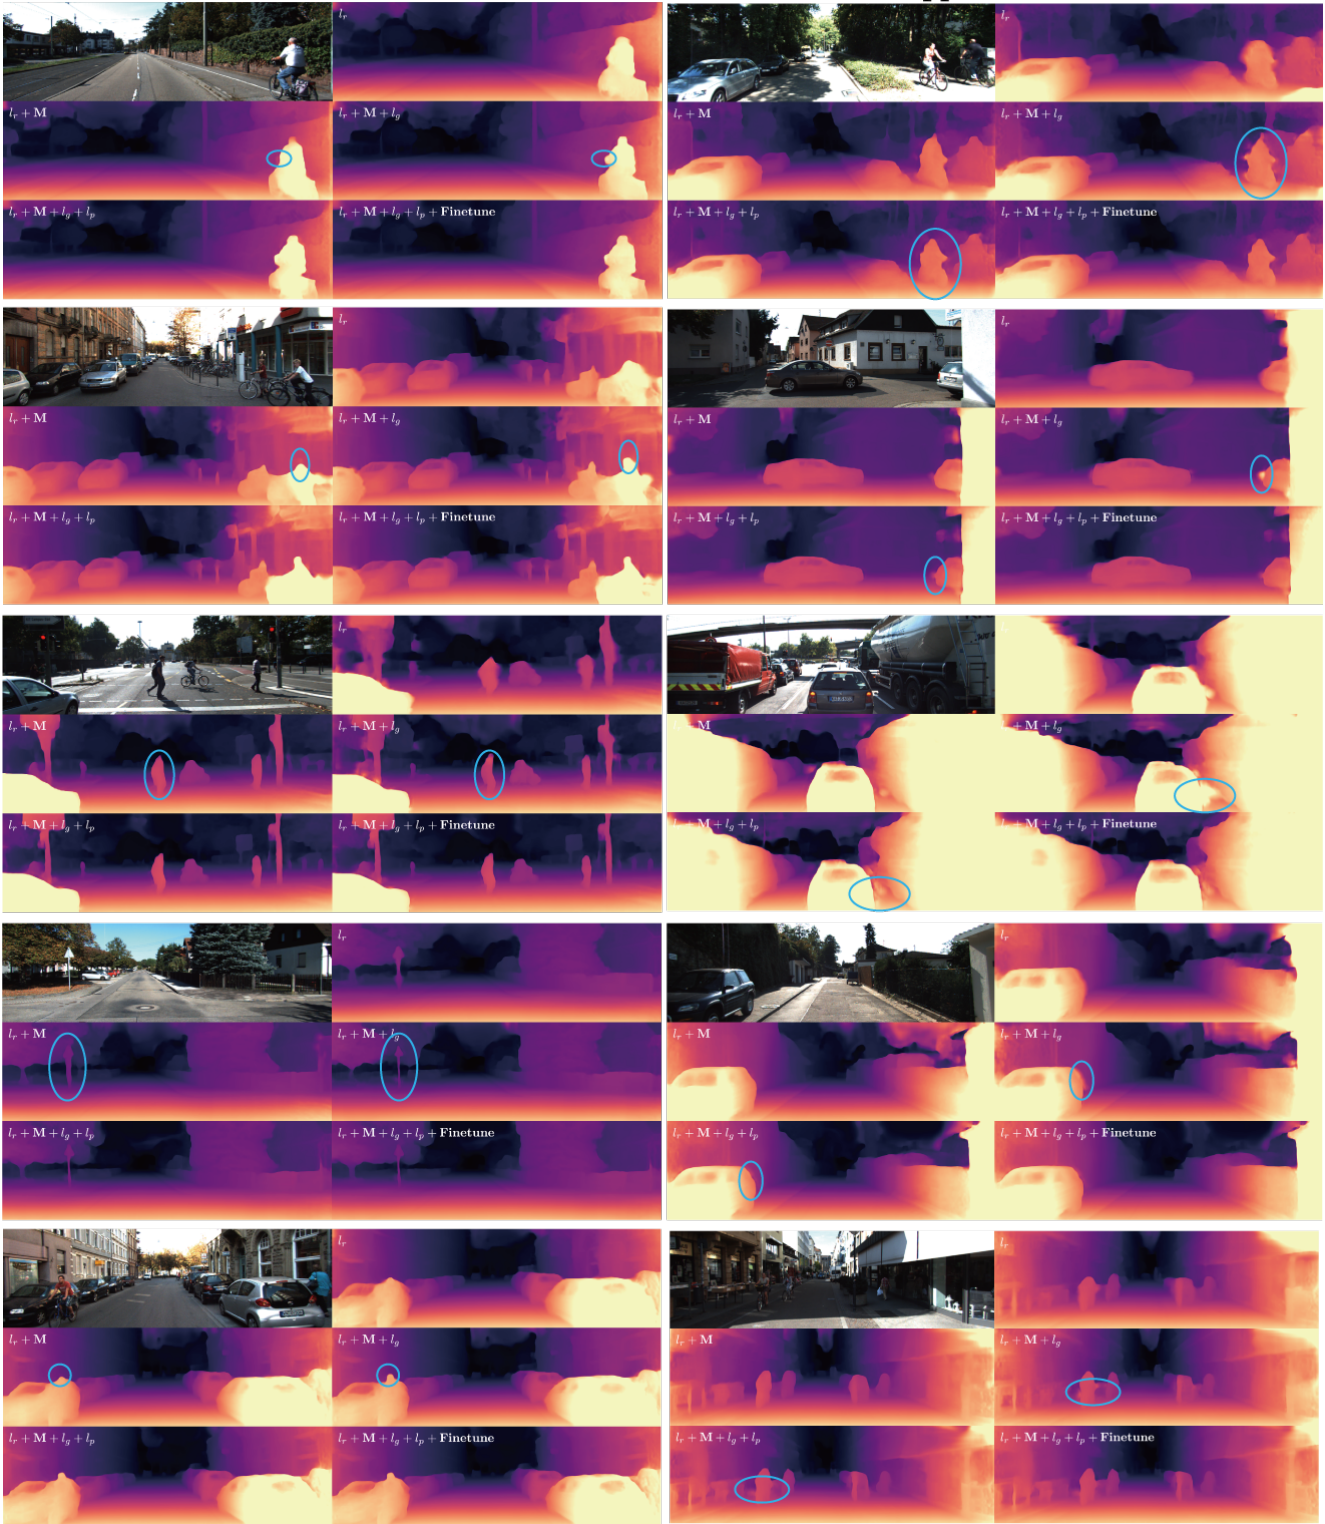 l_r
l_r + M
l_r + M + l_g
l_r + M + l_g + l_p
l_r + M + l_g + l_p + Finetune
l_r
l_r + M
l_r + M + l_g
l_r + M + l_g + l_p
l_r + M + l_g + l_p + Finetune
l_r
l_r + M
l_r + M + l_g
l_r + M + l_g + l_p
l_r + M + l_g + l_p + Finetune
l_r
l_r + M
l_r + M + l_g
l_r + M + l_g + l_p
l_r + M + l_g + l_p + Finetune
l_r
l_r + M
l_r + M + l_g
l_r + M + l_g + l_p
l_r + M + l_g + l_p + Finetune
+ M
+ M + l_g
+ M + l_g + l_p
+ M + l_g + l_p + Finetune
l_r
l_r + M
l_r + M + l_g
l_r + M + l_g + l_p
l_r + M + l_g + l_p + Finetune
l_r
l_r + M
l_r + M + l_g
l_r + M + l_g + l_p
l_r + M + l_g + l_p + Finetune
l_r
l_r + M
l_r + M + l_g
l_r + M + l_g + l_p
l_r + M + l_g + l_p + Finetune
l_r
l_r + M
l_r + M + l_g
l_r + M + l_g + l_p
l_r + M + l_g + l_p + Finetune